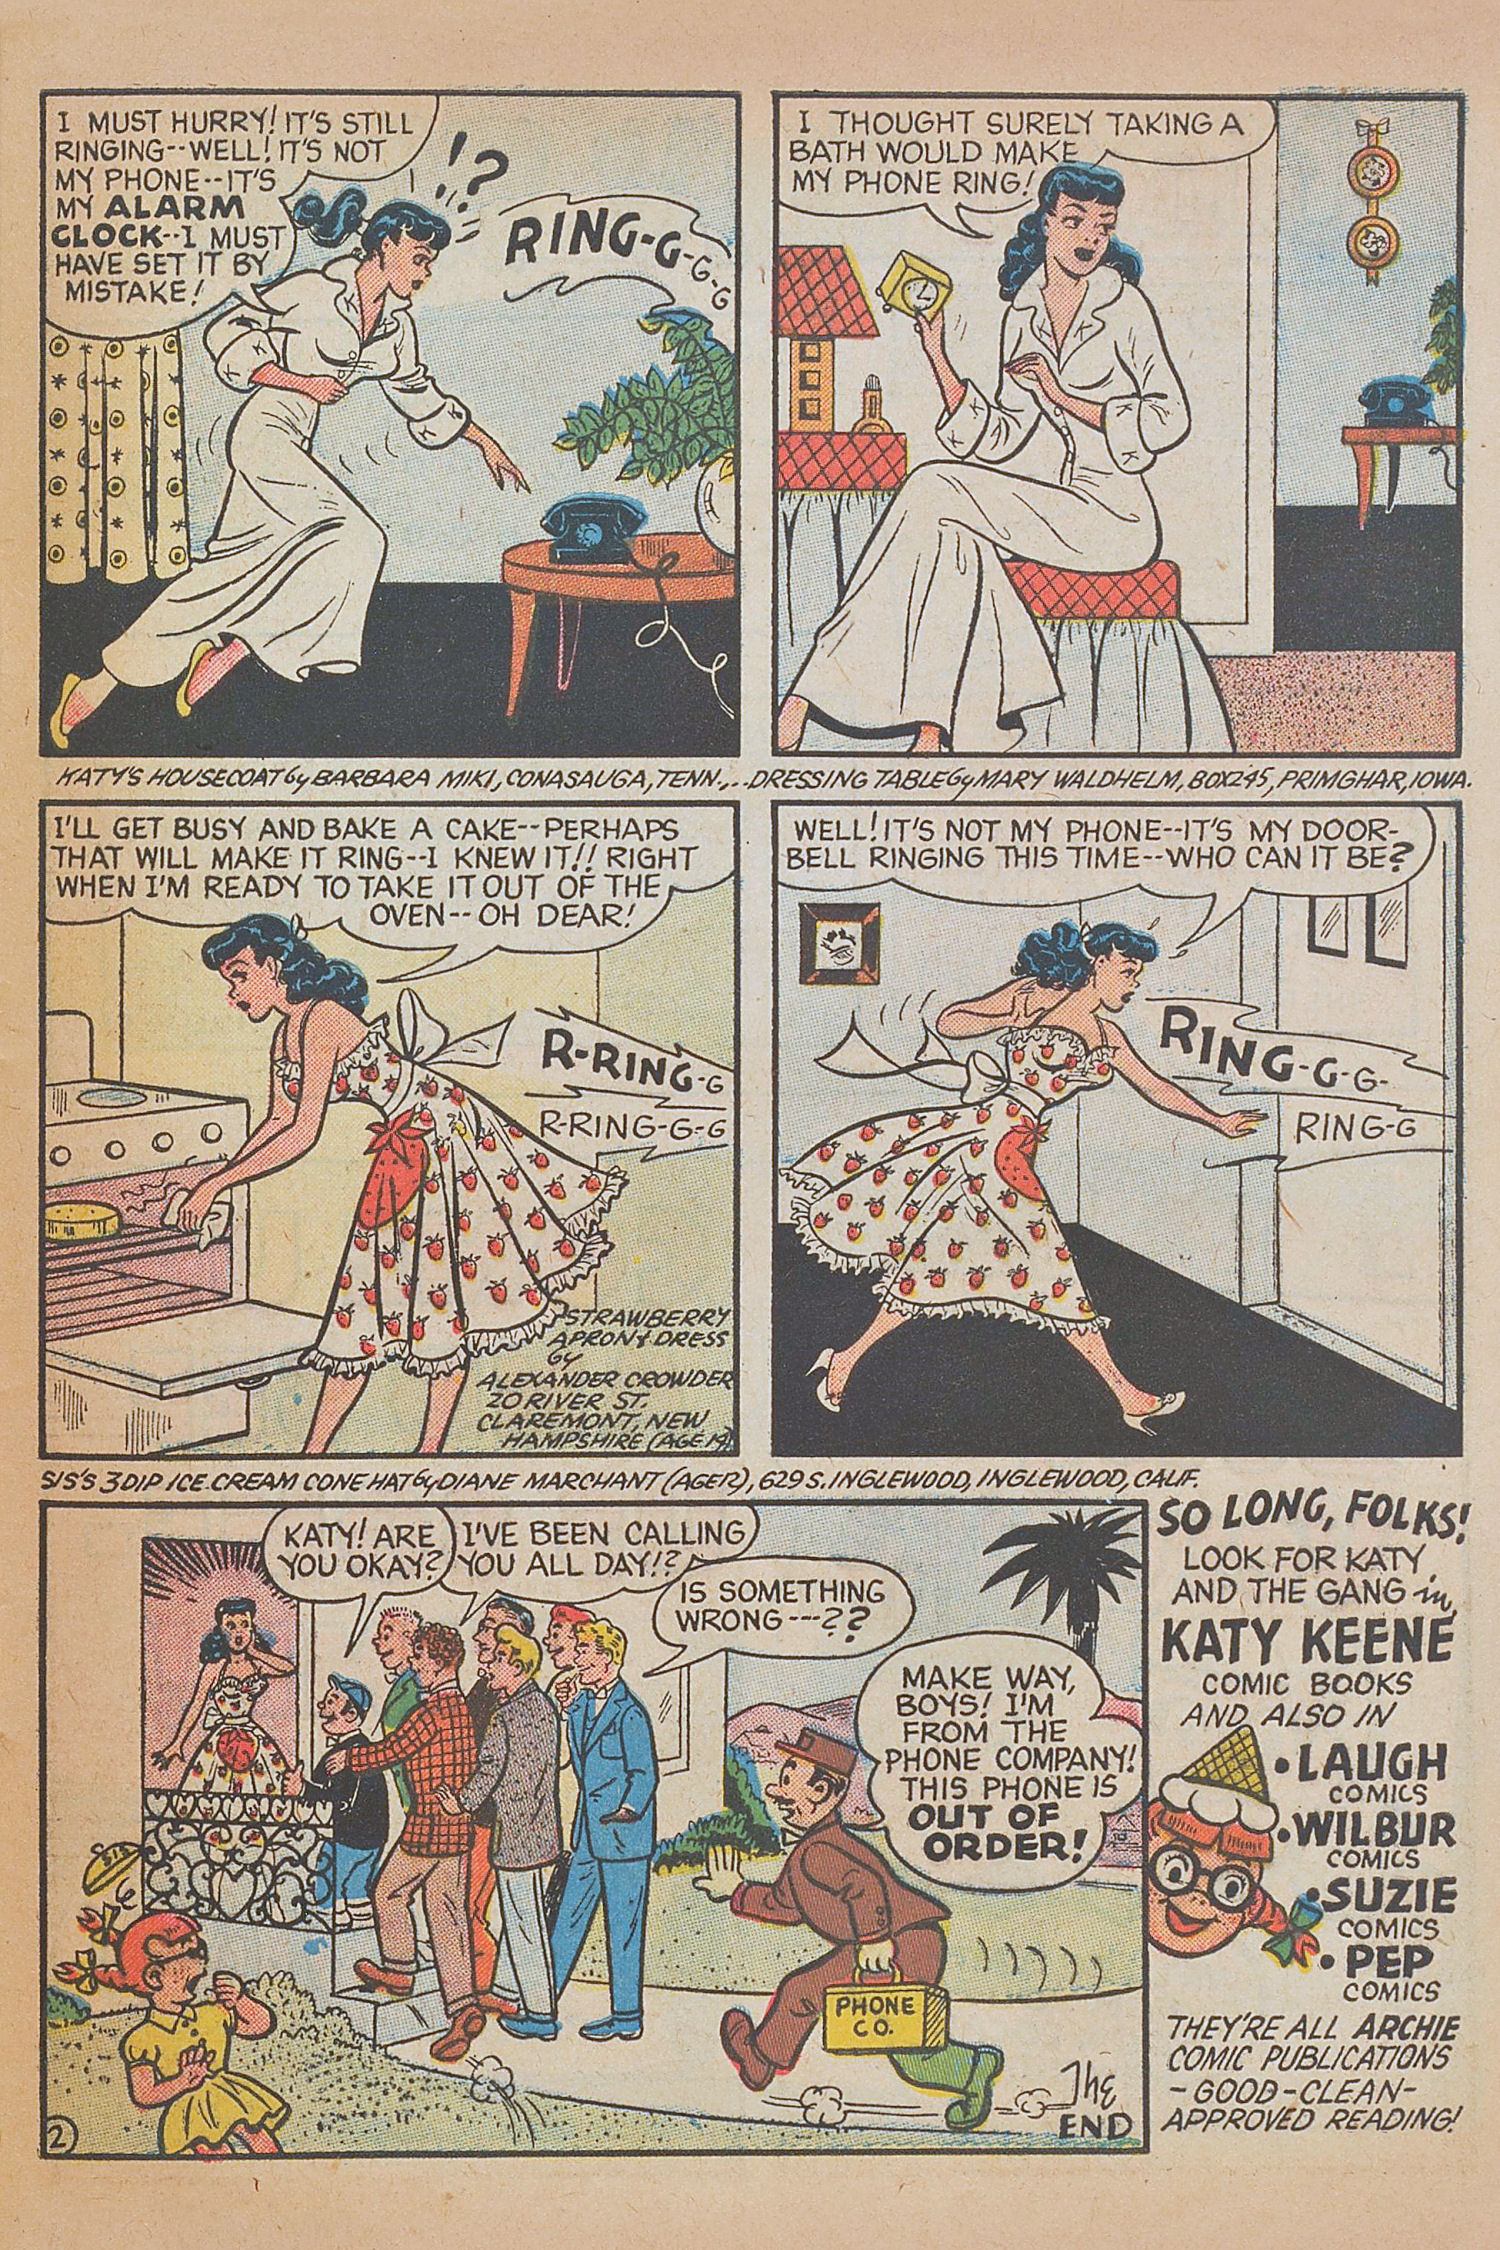 I MUST HURRY! IT'S STILL
RINGING--WELL! IT'S NOT
MY PHONE--IT'S
MY ALARM
CLOCK--I MUST
HAVE SET IT BY
MISTAKE!
!?
RING-G-G-G
I THOUGHT SURELY TAKING A
BATH WOULD MAKE
MY PHONE RING!
KATY'S HOUSECOAT by BARBARA MIKI, CONASAUGA, TENN.,...DRESSING TABLE by MARY WALDHELM, BOX 245, PRIMGHAR, IOWA.
I'LL GET BUSY AND BAKE A CAKE--PERHAPS
THAT WILL MAKE IT RING--I KNEW IT!! RIGHT
WHEN I'M READY TO TAKE IT OUT OF THE
OVEN--OH DEAR!
R-RING-G
R-RING-G-G
STRAWBERRY
APRON & DRESS
by
ALEXANDER CROWDER
20 RIVER ST.
CLAREMONT, NEW
HAMPSHIRE (AGE 19)
WELL! IT'S NOT MY PHONE--IT'S MY DOOR-
BELL RINGING THIS TIME--WHO CAN IT BE?
RING-G-G-
RING-G
SIS'S 3 DIP ICE CREAM CONE HAT by DIANE MARCHANT (AGE 12), 629 S. INGLEWOOD, INGLEWOOD, CALIF.
KATY! ARE
YOU OKAY?
I'VE BEEN CALLING
YOU ALL DAY!?
IS SOMETHING
WRONG---??
MAKE WAY,
BOYS! I'M
FROM THE
PHONE COMPANY!
THIS PHONE IS
OUT OF
ORDER!
SIS
PHONE
CO.
The
END
2
SO LONG, FOLKS!
LOOK FOR KATY
AND THE GANG in
KATY KEENE
COMIC BOOKS
AND ALSO IN
• LAUGH
COMICS
• WILBUR
COMICS
• SUZIE
COMICS
• PEP
COMICS
THEY'RE ALL ARCHIE
COMIC PUBLICATIONS
-GOOD-CLEAN-
APPROVED READING!